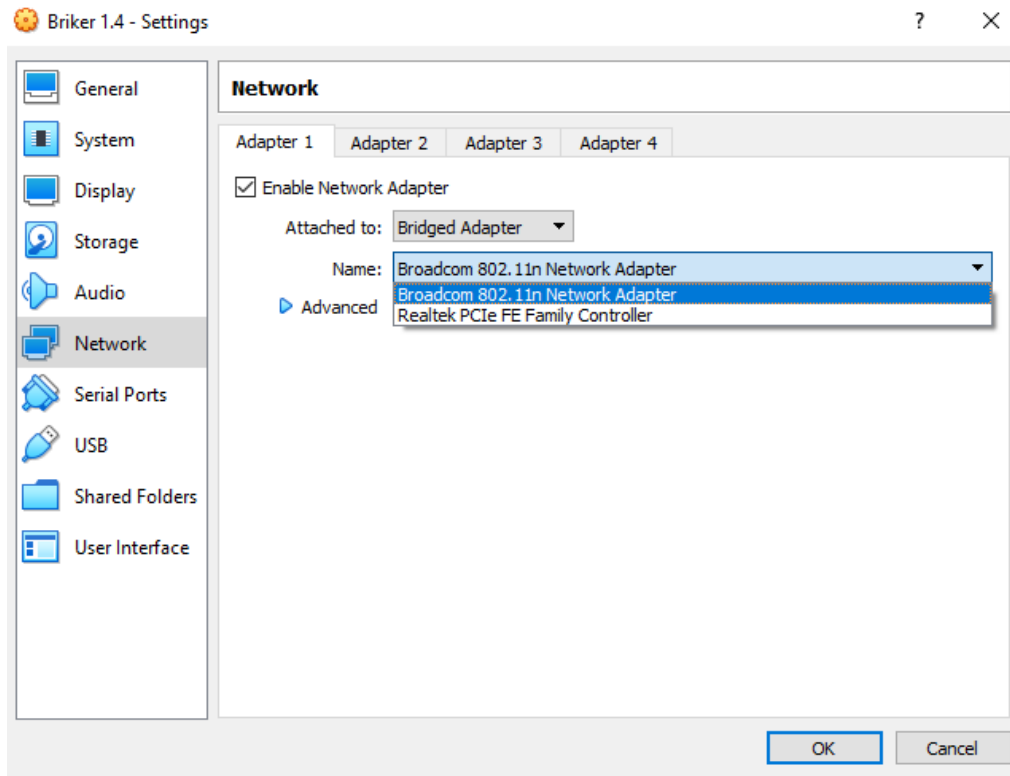 Briker 1.4 - Settings
?
General
System
Display
Storage
Audio
Network
Serial Ports
USB
Shared Folders
User Interface
Network
Adapter 1 Adapter 2 Adapter 3 Adapter 4
Enable Network Adapter
Attached to: Bridged Adapter
Name: Broadcom 802.11n Network Adapter
Broadcom 802.11n Network Adapter
Realtek PCIe FE Family Controller
Advanced
OK Cancel